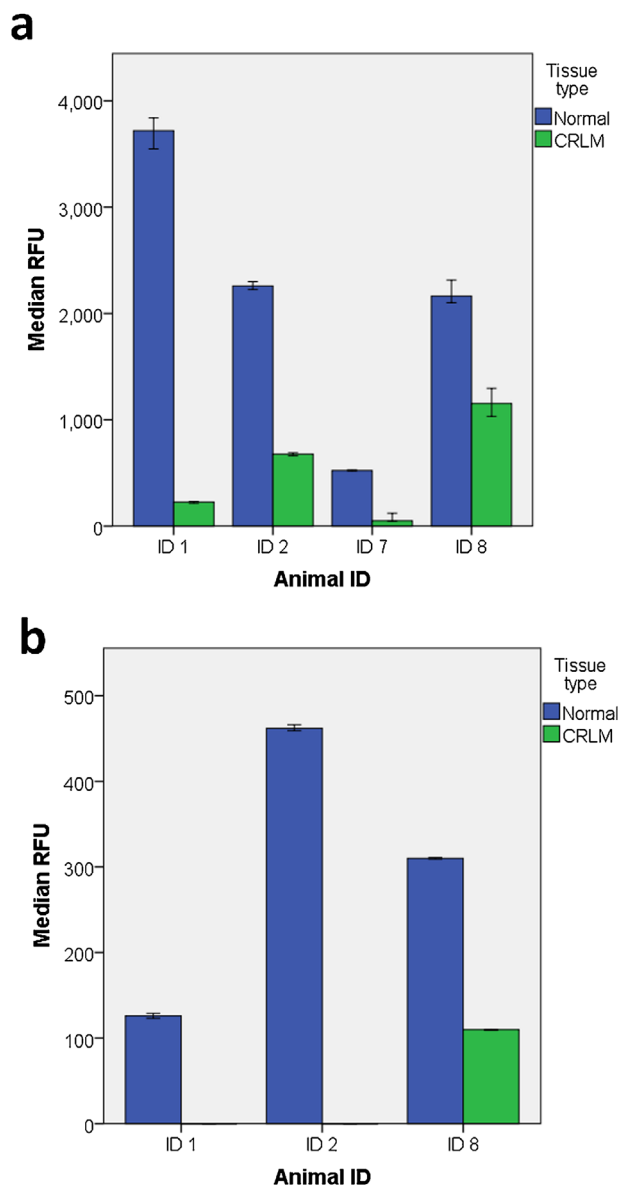 a
Tissue
type
Normal
CRLM
4,000
3,000
2,000
1,000
0
Median RFU
ID 1 ID 2 ID 7 ID 8
Animal ID
b
Tissue
type
Normal
CRLM
500
400
300
200
100
0
Median RFU
ID 1 ID 2 ID 8
Animal ID